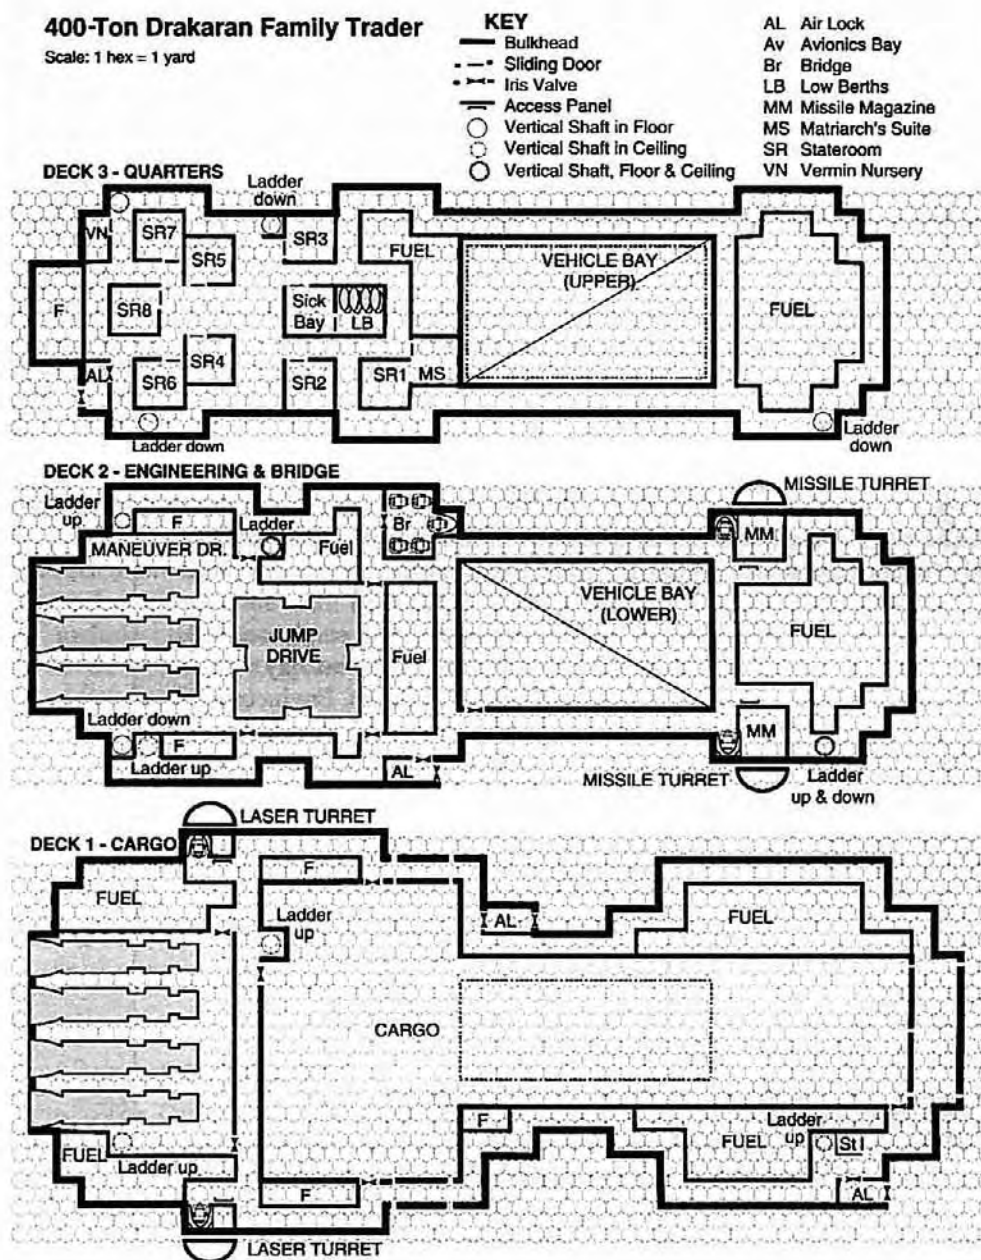 400-Ton Drakaran Family Trader
Scale: 1 hex = 1 yard
KEY
Bulkhead
Sliding Door
Iris Valve
Access Panel
Vertical Shaft in Floor
Vertical Shaft in Ceiling
Vertical Shaft, Floor & Ceiling
AL Air Lock
Av Avionics Bay
Br Bridge
LB Low Berths
MM Missile Magazine
MS Matriarch's Suite
SR Stateroom
VN Vermin Nursery
DECK 3 - QUARTERS
Ladder
down
VN
SR7
SR3
SR5
FUEL
VEHICLE BAY
(UPPER)
F
SR8
Sick
Bay
LB
FUEL
AL
SR6
SR4
SR2
SR1
MS
Ladder down
Ladder
down
DECK 2 - ENGINEERING & BRIDGE
MISSILE TURRET
Ladder
up
F
Ladder
Br
MM
MANEUVER DR.
Fuel
VEHICLE BAY
(LOWER)
JUMP
DRIVE
Fuel
FUEL
Ladder down
F
Ladder up
AL
MM
MISSILE TURRET
Ladder
up & down
LASER TURRET
DECK 1 - CARGO
F
FUEL
Ladder
up
AL
FUEL
CARGO
F
Ladder
up
FUEL
St l
FUEL
Ladder up
F
AL
LASER TURRET